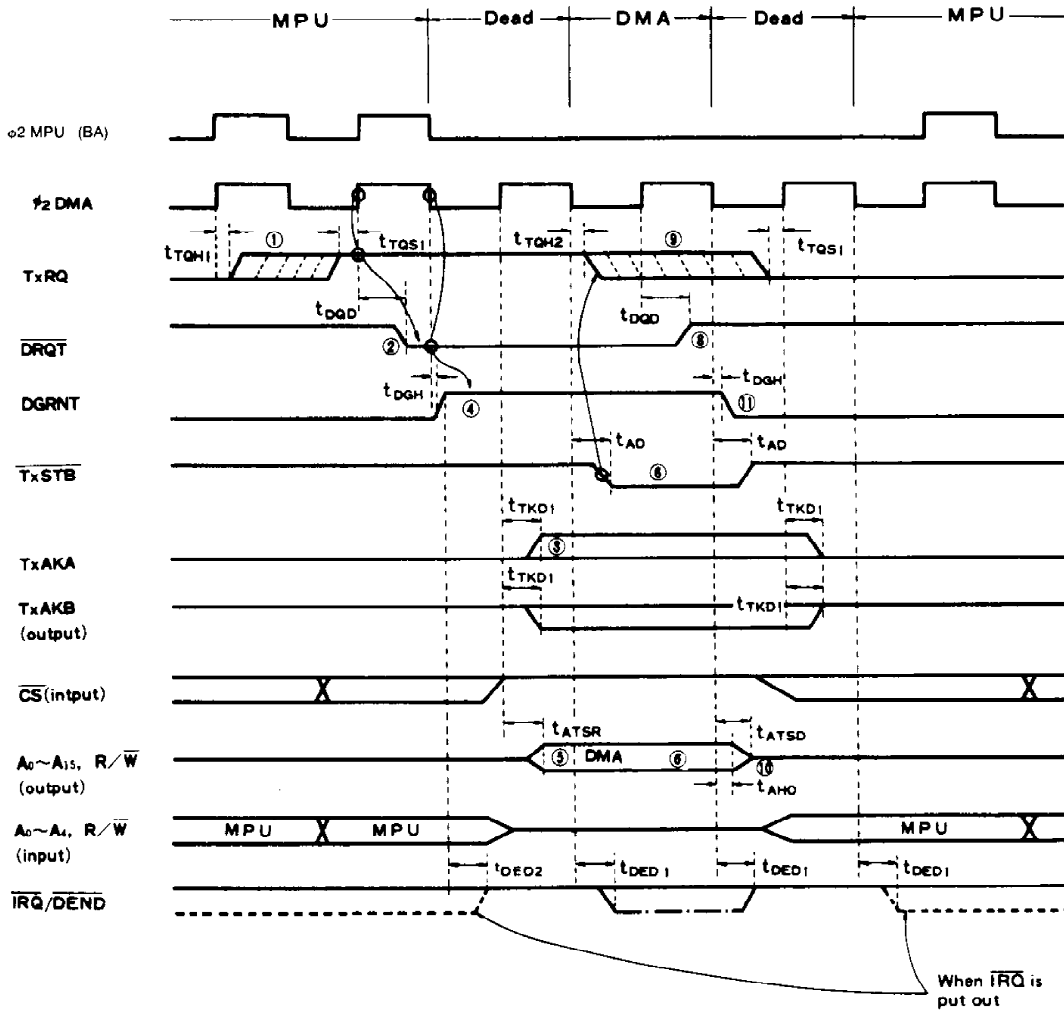 MPU Dead DMA Dead MPU
φ2 MPU (BA)
φ2 DMA
tTQH1 ① tTQS1 tTQH2 ⑨ tTQS1
TxRQ
tDQD tDQD
DRQT ② ⑧
tDGH tDGH
DGRNT ④ ⑪
tAD tAD
TxSTB ⑥
tTKD1 tTKD1
TxAKA ③
tTKD1 tTKD1
TxAKB
(output)
CS(intput)
tATSR tATSD
A0~A15, R/W ⑤ DMA ⑥ ⑩
(output) tAHO
A0~A4, R/W MPU MPU MPU
(input)
tDED2 tDED1 tDED1 tDED1
IRQ/DEND
When IRQ is
put out